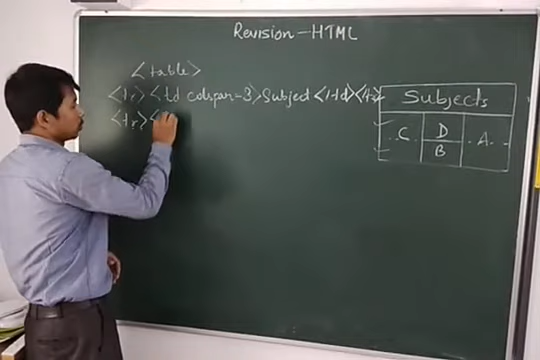 Revision - HTML
<table>
<tr> <td colspan=3>Subject</td></tr>
<tr><
Subjects
C D A
B